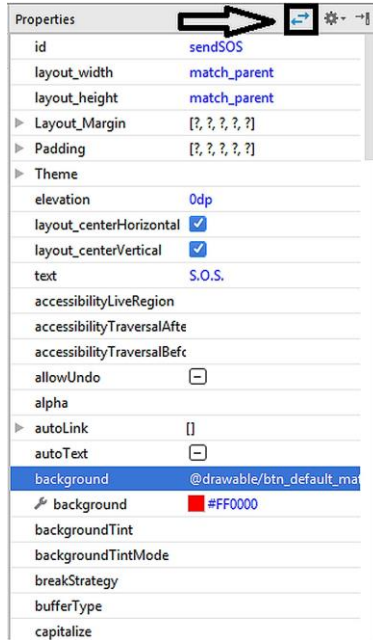 Properties
id sendSOS
layout_width match_parent
layout_height match_parent
Layout_Margin [?, ?, ?, ?, ?]
Padding [?, ?, ?, ?, ?]
Theme
elevation 0dp
layout_centerHorizontal
layout_centerVertical
text S.O.S.
accessibilityLiveRegion
accessibilityTraversalAfte
accessibilityTraversalBefo
allowUndo
alpha
autoLink []
autoText
background @drawable/btn_default_mat
background #FF0000
backgroundTint
backgroundTintMode
breakStrategy
bufferType
capitalize